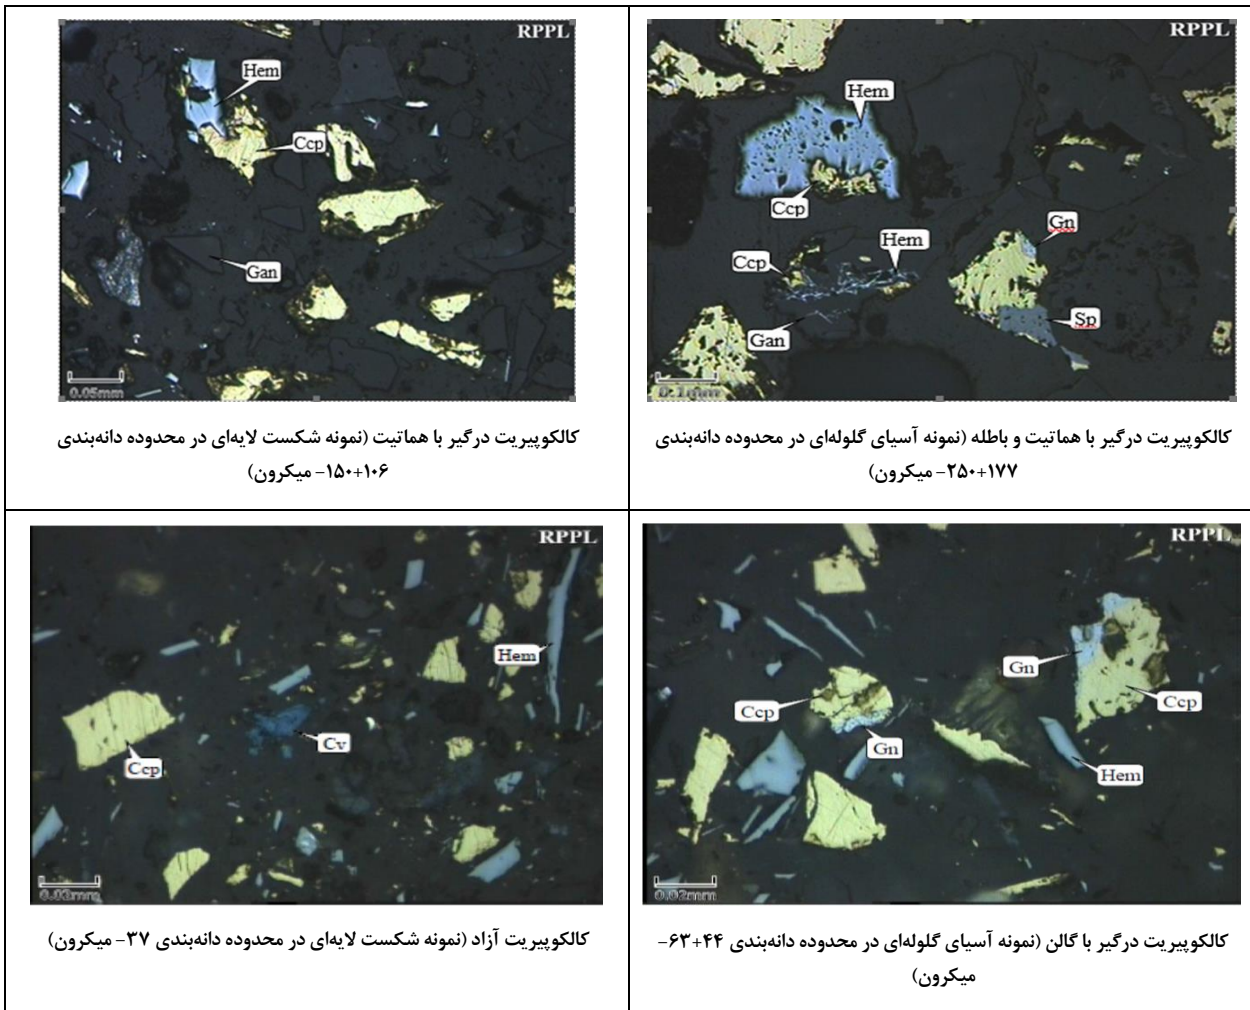 RPPL
Hem
Ccp
Hem
Ccp
Gn
Gan
Sp
0.1mm
کالکوپیریت درگیر با هماتیت و باطله (نمونه آسیای گلوله‌ای در محدوده دانه‌بندی
-۲۵۰+۱۷۷ میکرون)
RPPL
Hem
Ccp
Gan
0.05mm
کالکوپیریت درگیر با هماتیت (نمونه شکست لایه‌ای در محدوده دانه‌بندی
-۱۵۰+۱۰۶ میکرون)
RPPL
Gn
Ccp
Ccp
Gn
Hem
0.02mm
کالکوپیریت درگیر با گالن (نمونه آسیای گلوله‌ای در محدوده دانه‌بندی -۶۳+۴۴
میکرون)
RPPL
Hem
Cv
Ccp
کالکوپیریت آزاد (نمونه شکست لایه‌ای در محدوده دانه‌بندی -۳۷ میکرون)